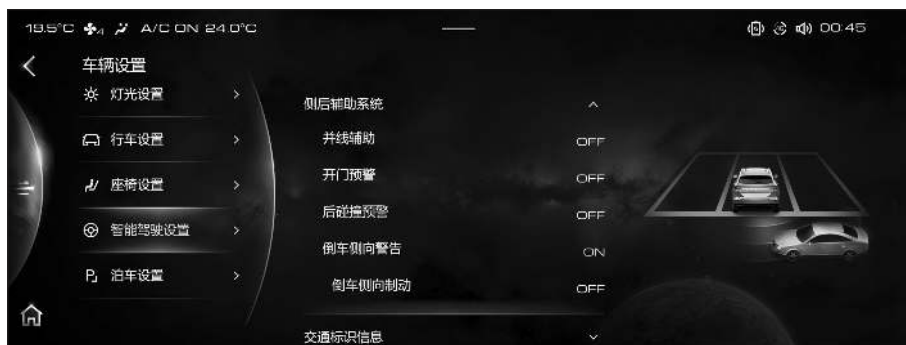 19.5°C 4 A/C ON 24.0°C
00:45
车辆设置
灯光设置
行车设置
座椅设置
智能驾驶设置
泊车设置
侧后辅助系统
并线辅助 OFF
开门预警 OFF
后碰撞预警 OFF
倒车侧向警告 ON
倒车侧向制动 OFF
交通标识信息